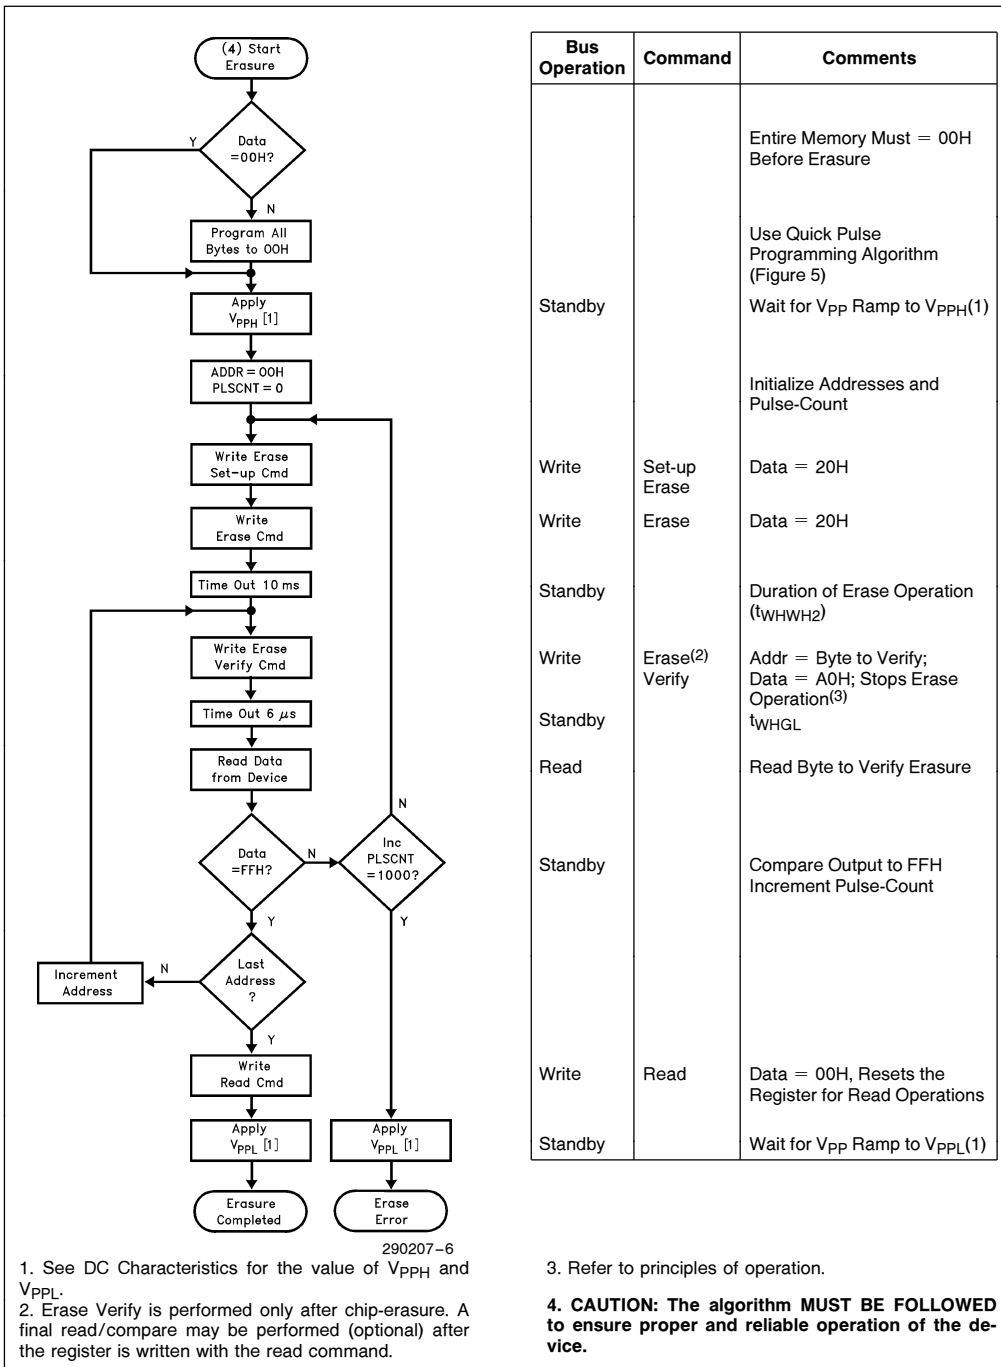 (4) Start
Erasure
Y
Data
=00H?
N
Program All
Bytes to 00H
Apply
VPPH [1]
ADDR = 00H
PLSCNT = 0
Write Erase
Set-up Cmd
Write
Erase Cmd
Time Out 10 ms
Write Erase
Verify Cmd
Time Out 6 μs
Read Data
from Device
Data
=FFH?
N
Inc
PLSCNT
=1000?
N
Y
Y
Last
Address
?
N
Increment
Address
Y
Write
Read Cmd
Apply
VPPL [1]
Apply
VPPL [1]
Erasure
Completed
Erase
Error
290207–6
Bus
Operation
Command
Comments
Entire Memory Must = 00H
Before Erasure
Use Quick Pulse
Programming Algorithm
(Figure 5)
Standby
Wait for VPP Ramp to VPPH(1)
Initialize Addresses and
Pulse-Count
Write
Set-up
Erase
Data = 20H
Write
Erase
Data = 20H
Standby
Duration of Erase Operation
(tWHWH2)
Write
Erase(2)
Verify
Addr = Byte to Verify;
Data = A0H; Stops Erase
Operation(3)
Standby
tWHGL
Read
Read Byte to Verify Erasure
Standby
Compare Output to FFH
Increment Pulse-Count
Write
Read
Data = 00H, Resets the
Register for Read Operations
Standby
Wait for VPP Ramp to VPPL(1)
1. See DC Characteristics for the value of VPPH and
VPPL.
2. Erase Verify is performed only after chip-erasure. A
final read/compare may be performed (optional) after
the register is written with the read command.
3. Refer to principles of operation.
4. CAUTION: The algorithm MUST BE FOLLOWED
to ensure proper and reliable operation of the de-
vice.